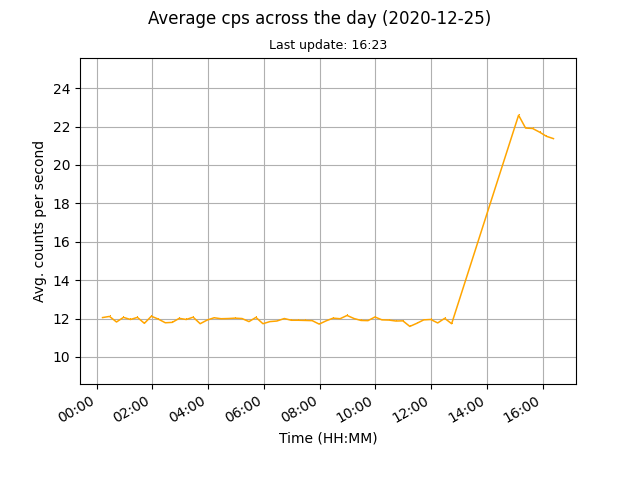 Average cps across the day (2020-12-25)
Last update: 16:23
Avg. counts per second
24
22
20
18
16
14
12
10
00:00 02:00 04:00 06:00 08:00 10:00 12:00 14:00 16:00
Time (HH:MM)